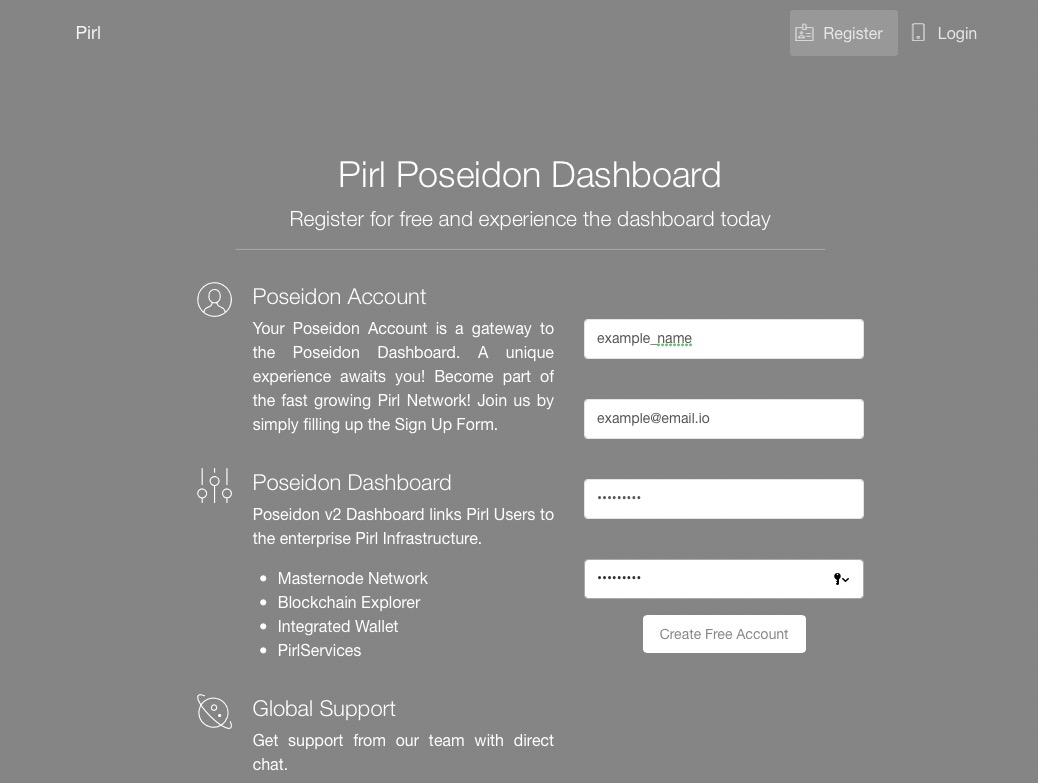 Pirl
Register
Login
Pirl Poseidon Dashboard
Register for free and experience the dashboard today
Poseidon Account
Your Poseidon Account is a gateway to
the Poseidon Dashboard. A unique
experience awaits you! Become part of
the fast growing Pirl Network! Join us by
simply filling up the Sign Up Form.
example_name
example@email.io
•••••••••
•••••••••
Create Free Account
Poseidon Dashboard
Poseidon v2 Dashboard links Pirl Users to
the enterprise Pirl Infrastructure.
• Masternode Network
• Blockchain Explorer
• Integrated Wallet
• PirlServices
Global Support
Get support from our team with direct
chat.